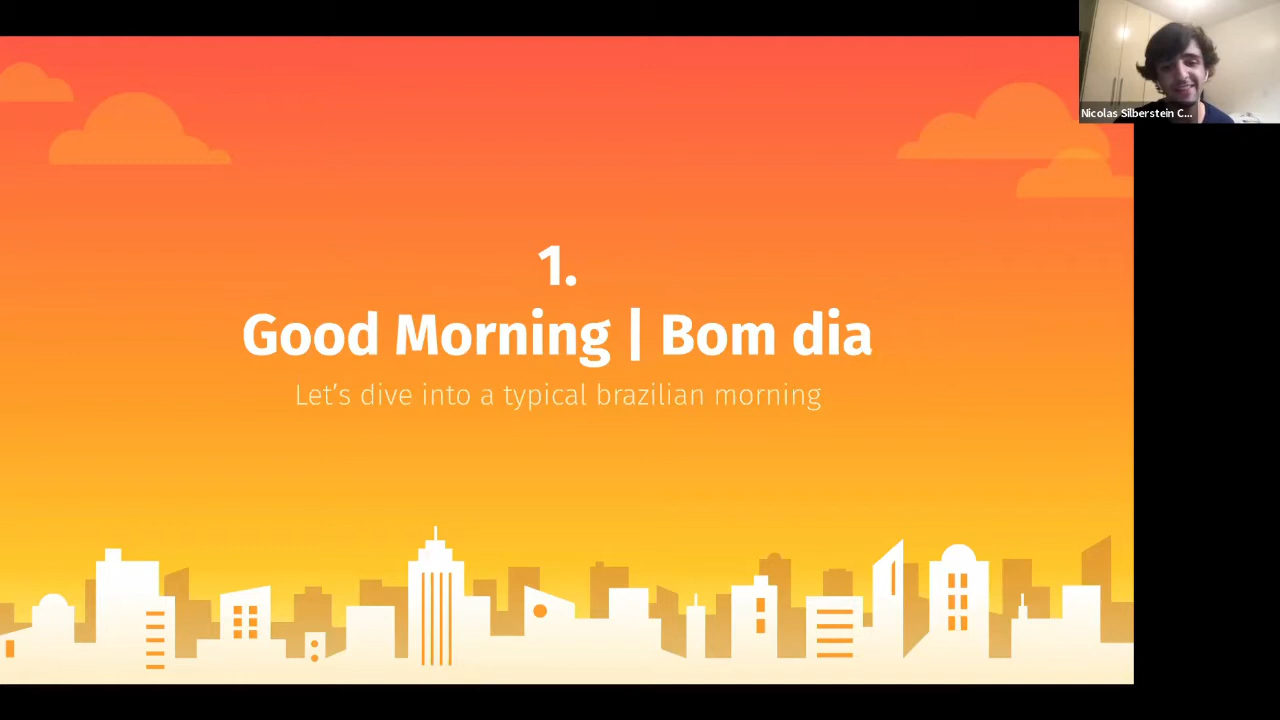 Nicolas Silberstein C...
1.
Good Morning | Bom dia
Let's dive into a typical brazilian morning